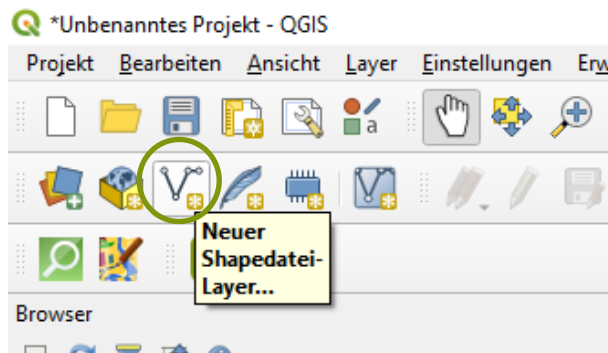 *Unbenanntes Projekt - QGIS
Projekt Bearbeiten Ansicht Layer Einstellungen
a
Neuer
Shapedatei-
Layer...
Browser